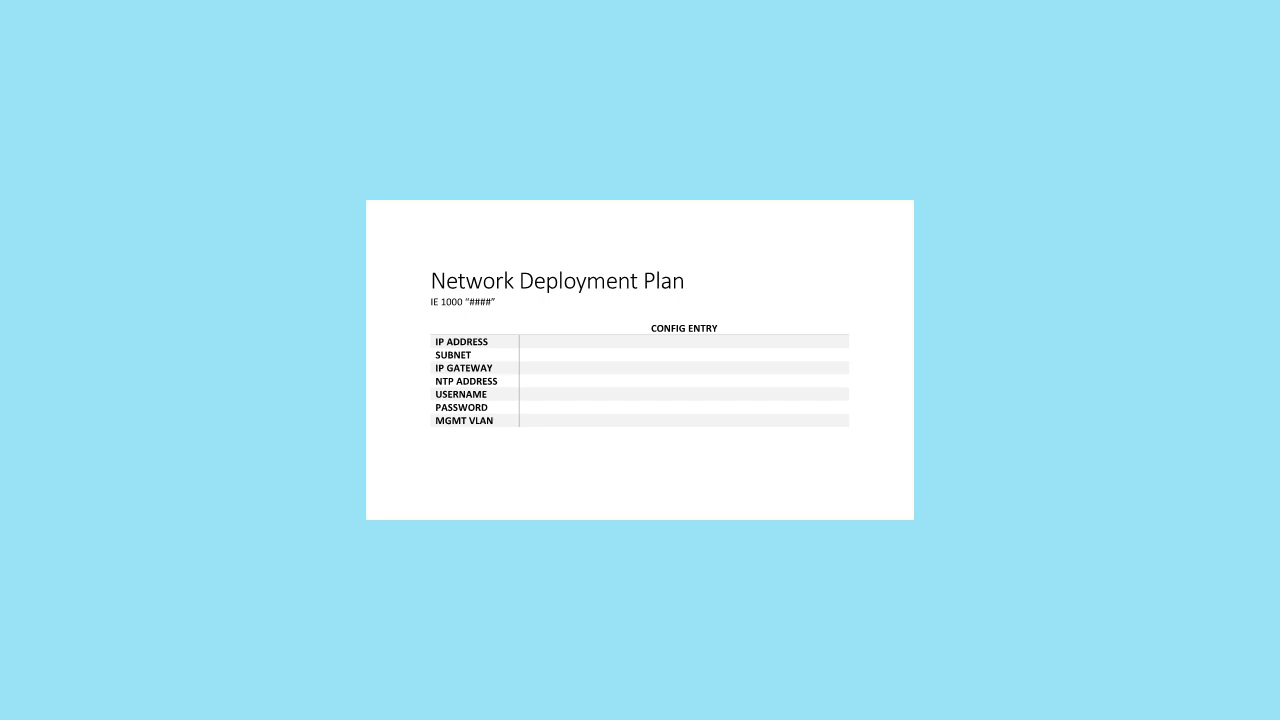 Network Deployment Plan
IE 1000 “####”
CONFIG ENTRY
IP ADDRESS
SUBNET
IP GATEWAY
NTP ADDRESS
USERNAME
PASSWORD
MGMT VLAN